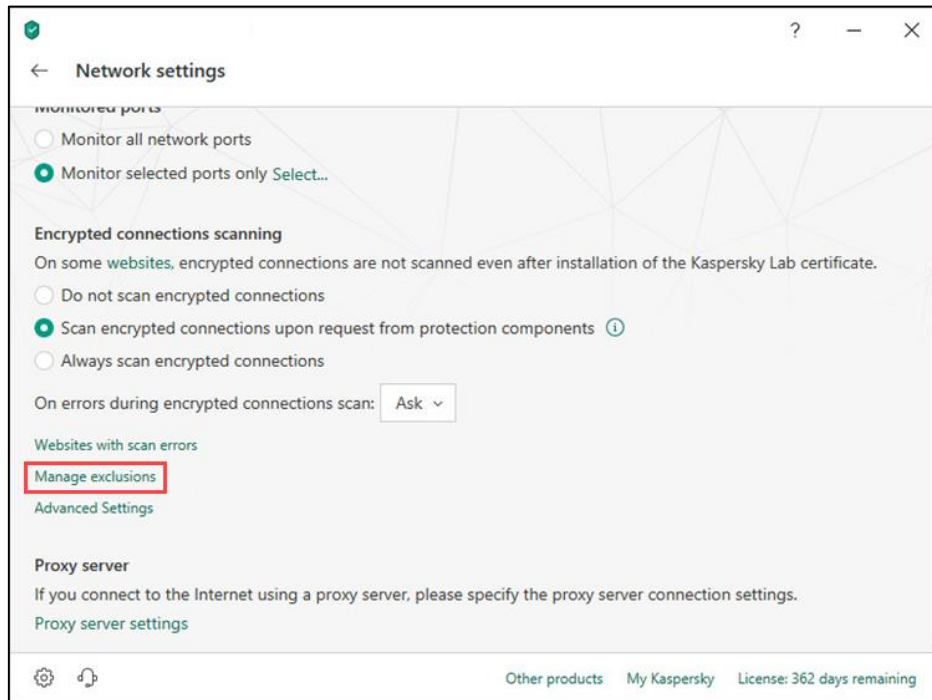 ?
Network settings
Monitored ports
Monitor all network ports
Monitor selected ports only Select...
Encrypted connections scanning
On some websites, encrypted connections are not scanned even after installation of the Kaspersky Lab certificate.
Do not scan encrypted connections
Scan encrypted connections upon request from protection components
Always scan encrypted connections
On errors during encrypted connections scan: Ask
Websites with scan errors
Manage exclusions
Advanced Settings
Proxy server
If you connect to the Internet using a proxy server, please specify the proxy server connection settings.
Proxy server settings
Other products My Kaspersky License: 362 days remaining